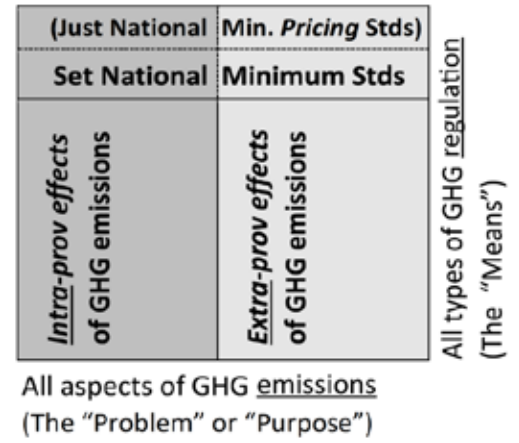 (Just National Min. Pricing Stds)
Set National Minimum Stds
Intra-prov effects
of GHG emissions
Extra-prov effects
of GHG emissions
All types of GHG regulation
(The “Means”)
All aspects of GHG emissions
(The “Problem” or “Purpose”)